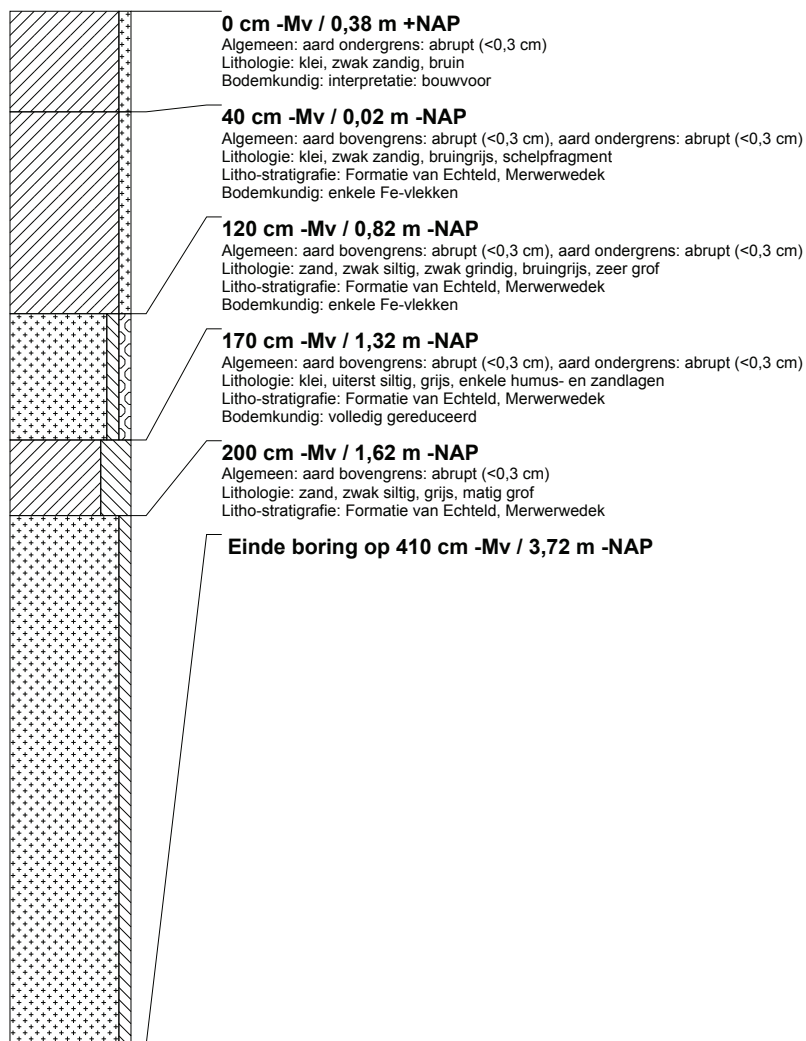 0 cm -Mv / 0,38 m +NAP
Algemeen: aard ondergrens: abrupt (<0,3 cm)
Lithologie: klei, zwak zandig, bruin
Bodemkundig: interpretatie: bouwvoor
40 cm -Mv / 0,02 m -NAP
Algemeen: aard bovengrens: abrupt (<0,3 cm), aard ondergrens: abrupt (<0,3 cm)
Lithologie: klei, zwak zandig, bruingrijs, schelpfragment
Litho-stratigrafie: Formatie van Echteld, Merwerwedek
Bodemkundig: enkele Fe-vlekken
120 cm -Mv / 0,82 m -NAP
Algemeen: aard bovengrens: abrupt (<0,3 cm), aard ondergrens: abrupt (<0,3 cm)
Lithologie: zand, zwak siltig, zwak grindig, bruingrijs, zeer grof
Litho-stratigrafie: Formatie van Echteld, Merwerwedek
Bodemkundig: enkele Fe-vlekken
170 cm -Mv / 1,32 m -NAP
Algemeen: aard bovengrens: abrupt (<0,3 cm), aard ondergrens: abrupt (<0,3 cm)
Lithologie: klei, uiterst siltig, grijs, enkele humus- en zandlagen
Litho-stratigrafie: Formatie van Echteld, Merwerwedek
Bodemkundig: volledig gereduceerd
200 cm -Mv / 1,62 m -NAP
Algemeen: aard bovengrens: abrupt (<0,3 cm)
Lithologie: zand, zwak siltig, grijs, matig grof
Litho-stratigrafie: Formatie van Echteld, Merwerwedek
Einde boring op 410 cm -Mv / 3,72 m -NAP